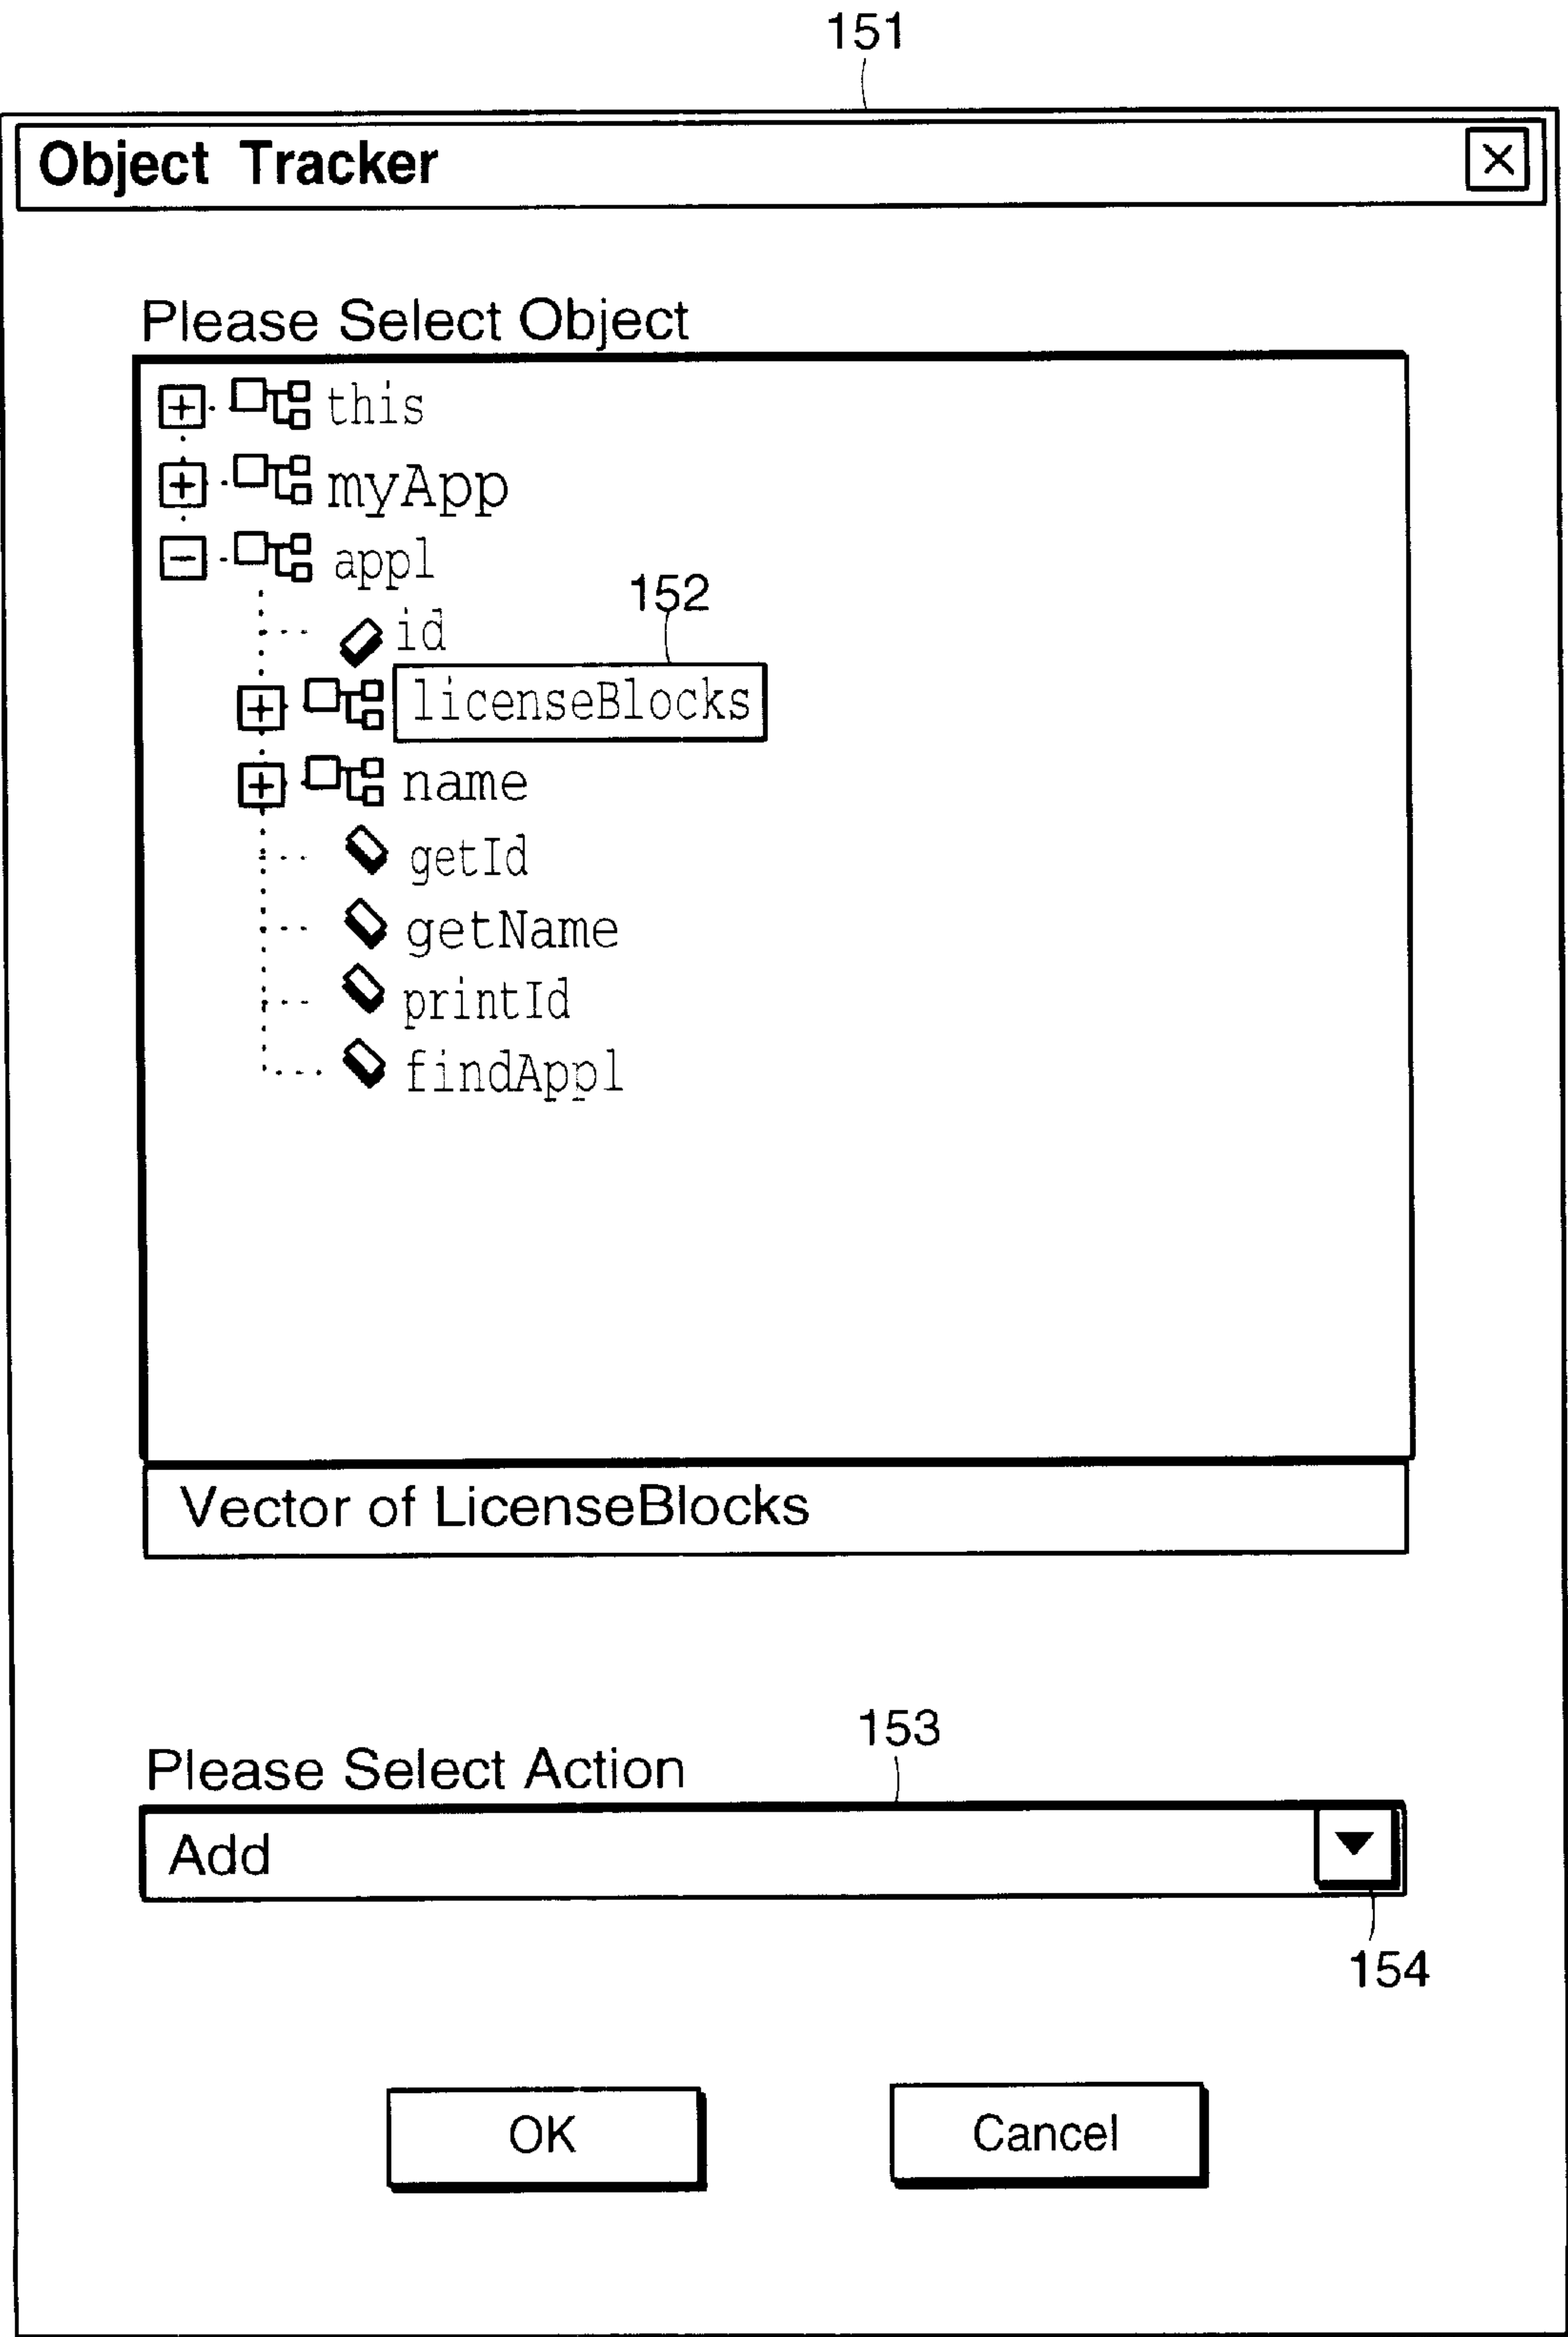 151
Object Tracker
Please Select Object
this
myApp
appl
152
id
licenseBlocks
name
getId
getName
printId
findAppl
Vector of LicenseBlocks
153
Please Select Action
Add
154
OK
Cancel